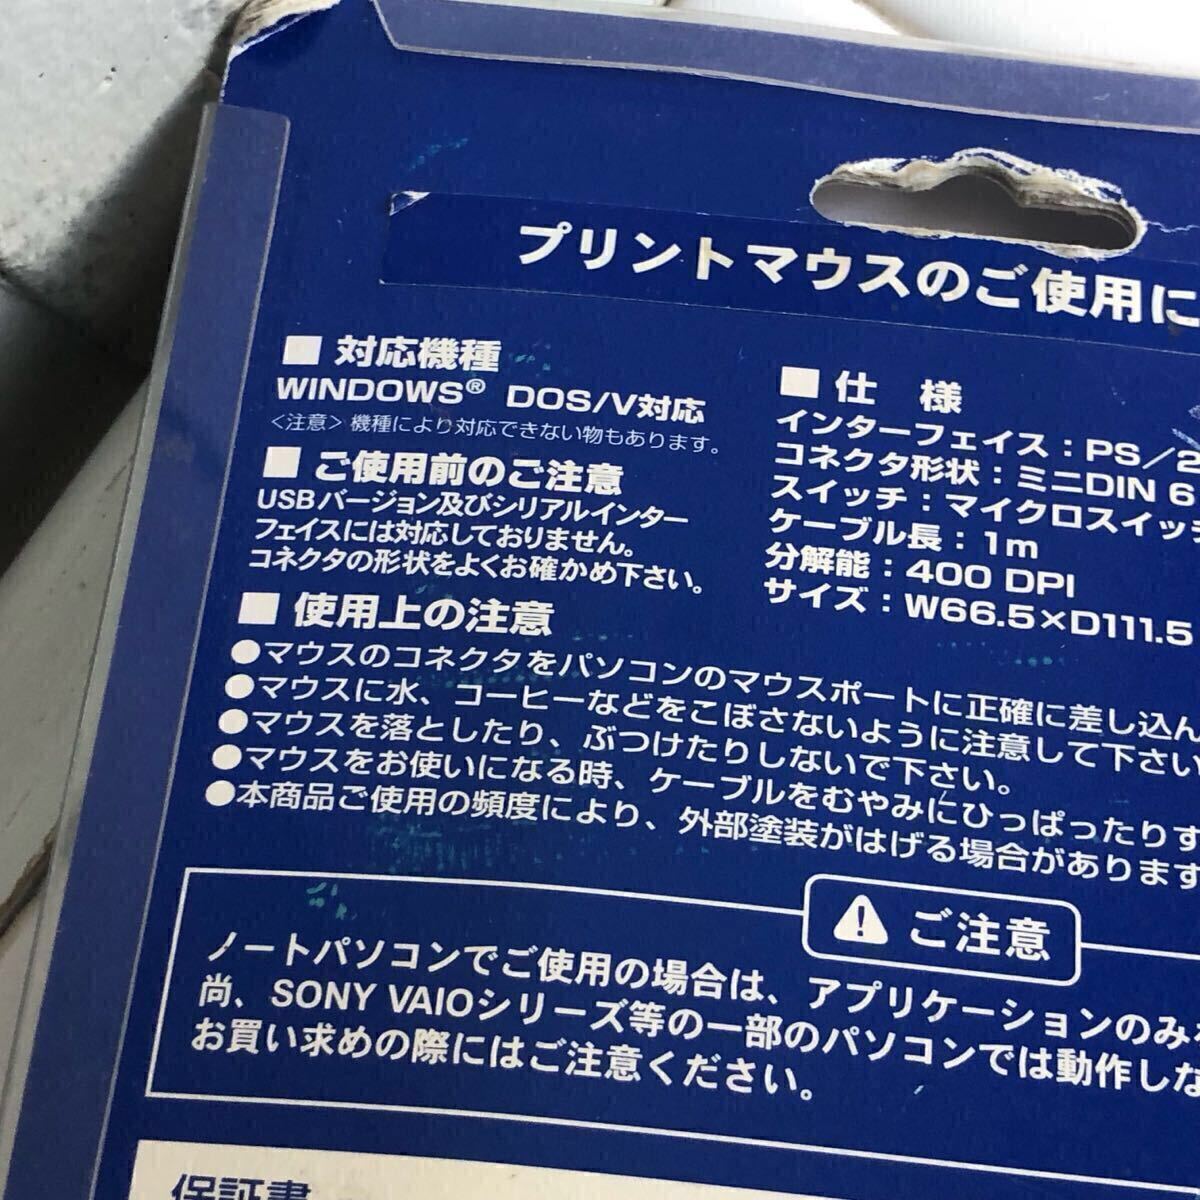 プリントマウスのご使用に
■ 対応機種
WINDOWS® DOS/V対応
<注意>機種により対応できない物もあります。
■ ご使用前のご注意
USBバージョン及びシリアルインター
フェイスには対応しておりません。
コネクタの形状をよくお確かめ下さい。
■ 仕 様
インターフェイス：PS／2
コネクタ形状：ミニDIN 6
スイッチ：マイクロスイッチ
ケーブル長：1m
分解能：400 DPI
サイズ：W66.5×D111.5
■ 使用上の注意
●マウスのコネクタをパソコンのマウスポートに正確に差し込ん
●マウスに水、コーヒーなどをこぼさないように注意して下さい
●マウスを落としたり、ぶつけたりしないで下さい。
●マウスをお使いになる時、ケーブルをむやみにひっぱったりす
●本商品ご使用の頻度により、外部塗装がはげる場合があります
ご注意
ノートパソコンでご使用の場合は、アプリケーションのみ
尚、SONY VAIOシリーズ等の一部のパソコンでは動作しな
お買い求めの際にはご注意ください。
保証書